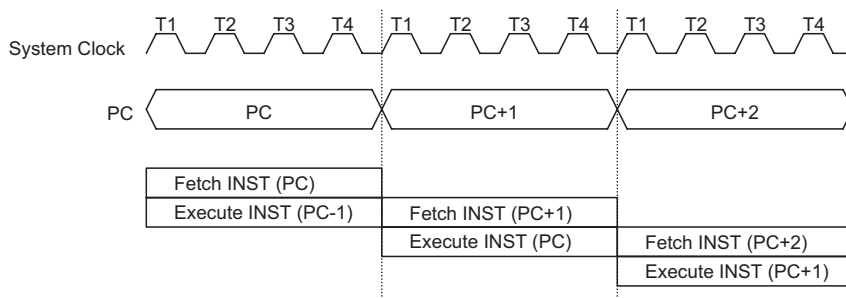 T1 T2 T3 T4 T1 T2 T3 T4 T1 T2 T3 T4
System Clock
PC PC PC+1 PC+2
Fetch INST (PC)
Execute INST (PC-1) Fetch INST (PC+1)
Execute INST (PC) Fetch INST (PC+2)
Execute INST (PC+1)